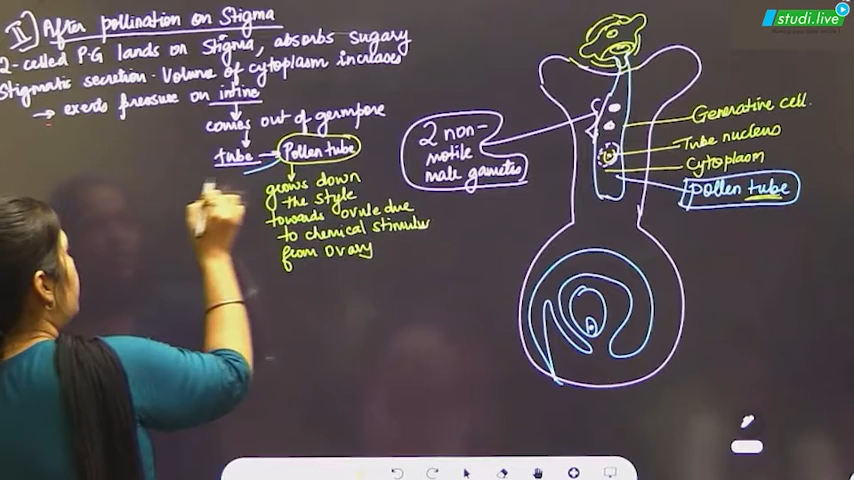 II) After pollination on Stigma
2-celled P.G lands on Stigma, absorbs sugary
Stigmatic secretion. Volume of cytoplasm increases
→ exerts pressure on intine
comes out of germpore
tube → Pollen tube
grows down
the style
towards ovule due
to chemical stimulus
from ovary
2 non-
motile
male gametes
Generative cell.
Tube nucleus
Cytoplasm
Pollen tube
studi.live